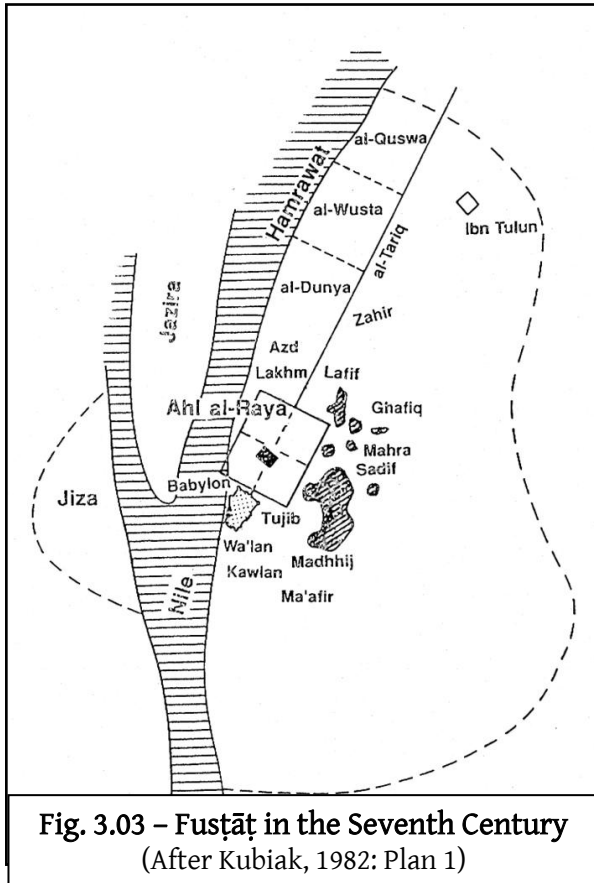 al-Quswa
Hamrawat
al-Wusta
Ibn Tulun
al-Tariq
al-Dunya
Jazira
Zahir
Azd
Lakhm
Lafif
Ahl al-Raya
Ghafiq
Mahra
Sadif
Babylon
Jiza
Tujib
Wa'lan
Madhhij
Kawlan
Nile
Ma'afir
Fig. 3.03 – Fusṭāṭ in the Seventh Century
(After Kubiak, 1982: Plan 1)